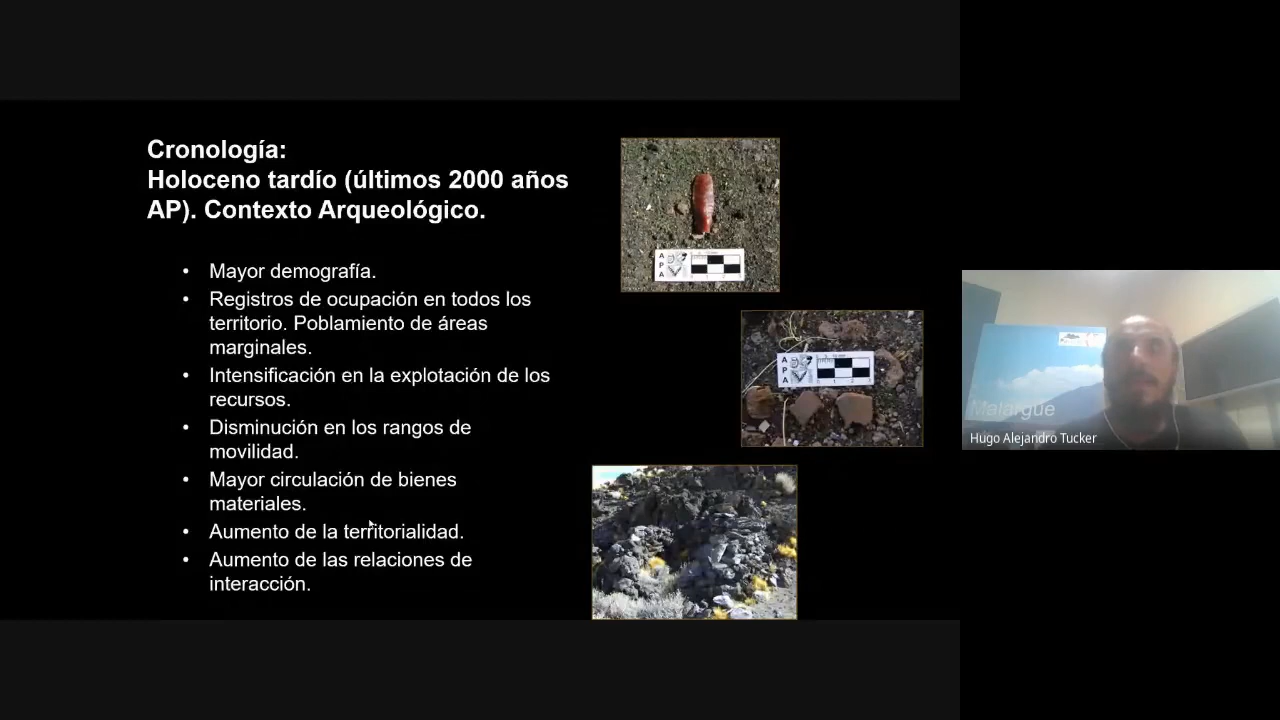 Cronología:
Holoceno tardío (últimos 2000 años
AP). Contexto Arqueológico.
• Mayor demografía.
• Registros de ocupación en todos los
territorio. Poblamiento de áreas
marginales.
• Intensificación en la explotación de los
recursos.
• Disminución en los rangos de
movilidad.
• Mayor circulación de bienes
materiales.
• Aumento de la territorialidad.
• Aumento de las relaciones de
interacción.
A
P
A
A
P
A
Malargüe
Hugo Alejandro Tucker